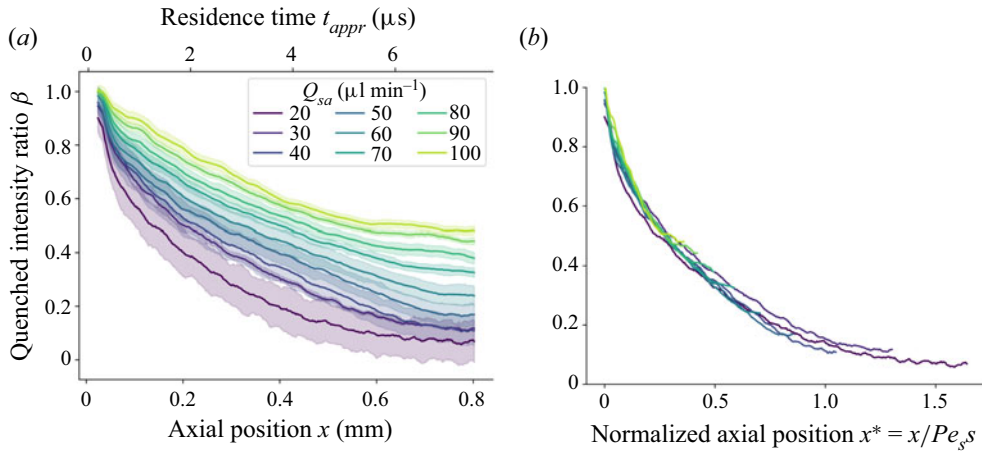 (a)
Residence time t_appr (μs)
0 2 4 6
Quenched intensity ratio β
1.0
0.8
0.6
0.4
0.2
0
Q_sa (μl min⁻¹)
20 50 80
30 60 90
40 70 100
0 0.2 0.4 0.6 0.8
Axial position x (mm)
(b)
1.0
0.8
0.6
0.4
0.2
0
0 0.5 1.0 1.5
Normalized axial position x* = x/Pe_s s